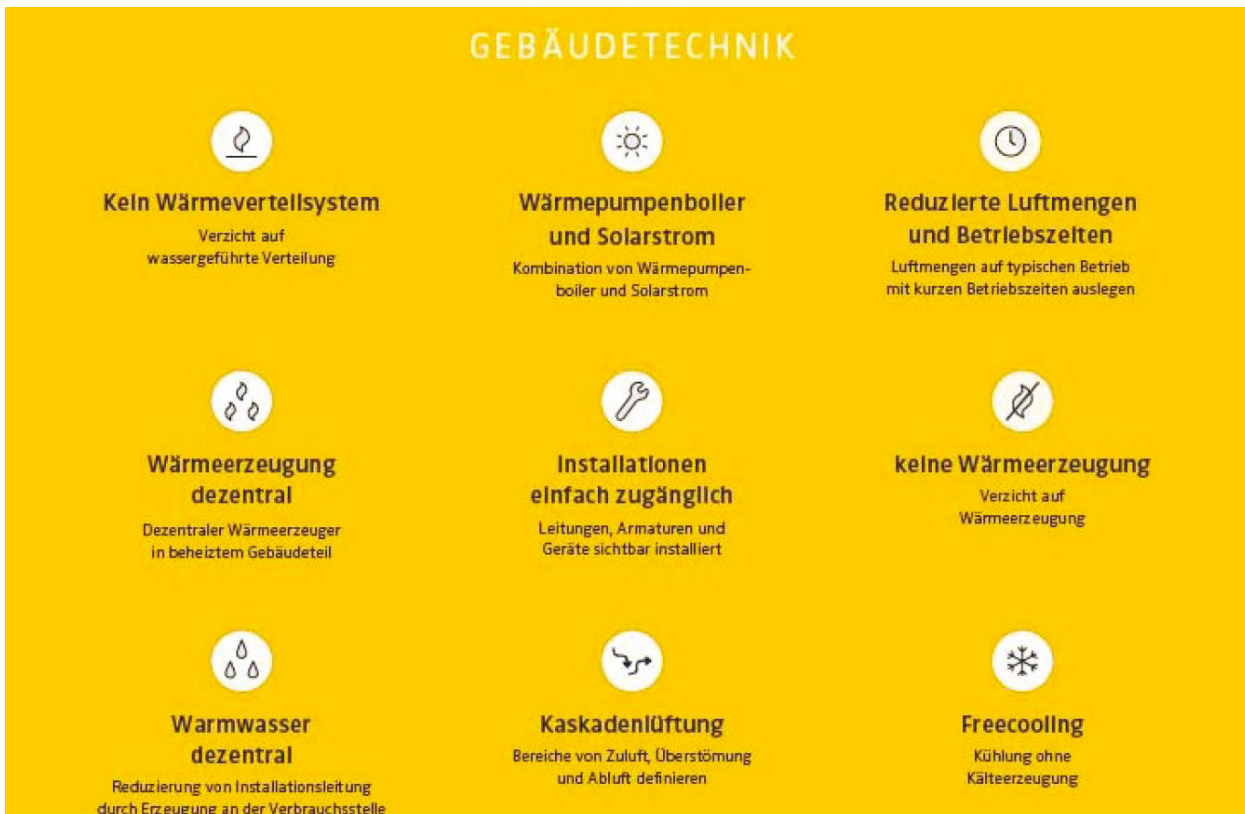 GEBÄUDETECHNIK
Kein Wärmeverteilsystem
Verzicht auf
wassergeführte Verteilung
Wärmepumpenboiler
und Solarstrom
Kombination von Wärmepumpen-
boiler und Solarstrom
Reduzierte Luftmengen
und Betriebszeiten
Luftmengen auf typischen Betrieb
mit kurzen Betriebszeiten auslegen
Wärmeerzeugung
dezentral
Dezentraler Wärmeerzeuger
in beheiztem Gebäudeteil
Installationen
einfach zugänglich
Leitungen, Armaturen und
Geräte sichtbar installiert
keine Wärmeerzeugung
Verzicht auf
Wärmeerzeugung
Warmwasser
dezentral
Reduzierung von Installationsleitung
durch Erzeugung an der Verbrauchsstelle
Kaskadenlüftung
Bereiche von Zuluft, Überstömung
und Abluft definieren
Freecooling
Kühlung ohne
Kälteerzeugung